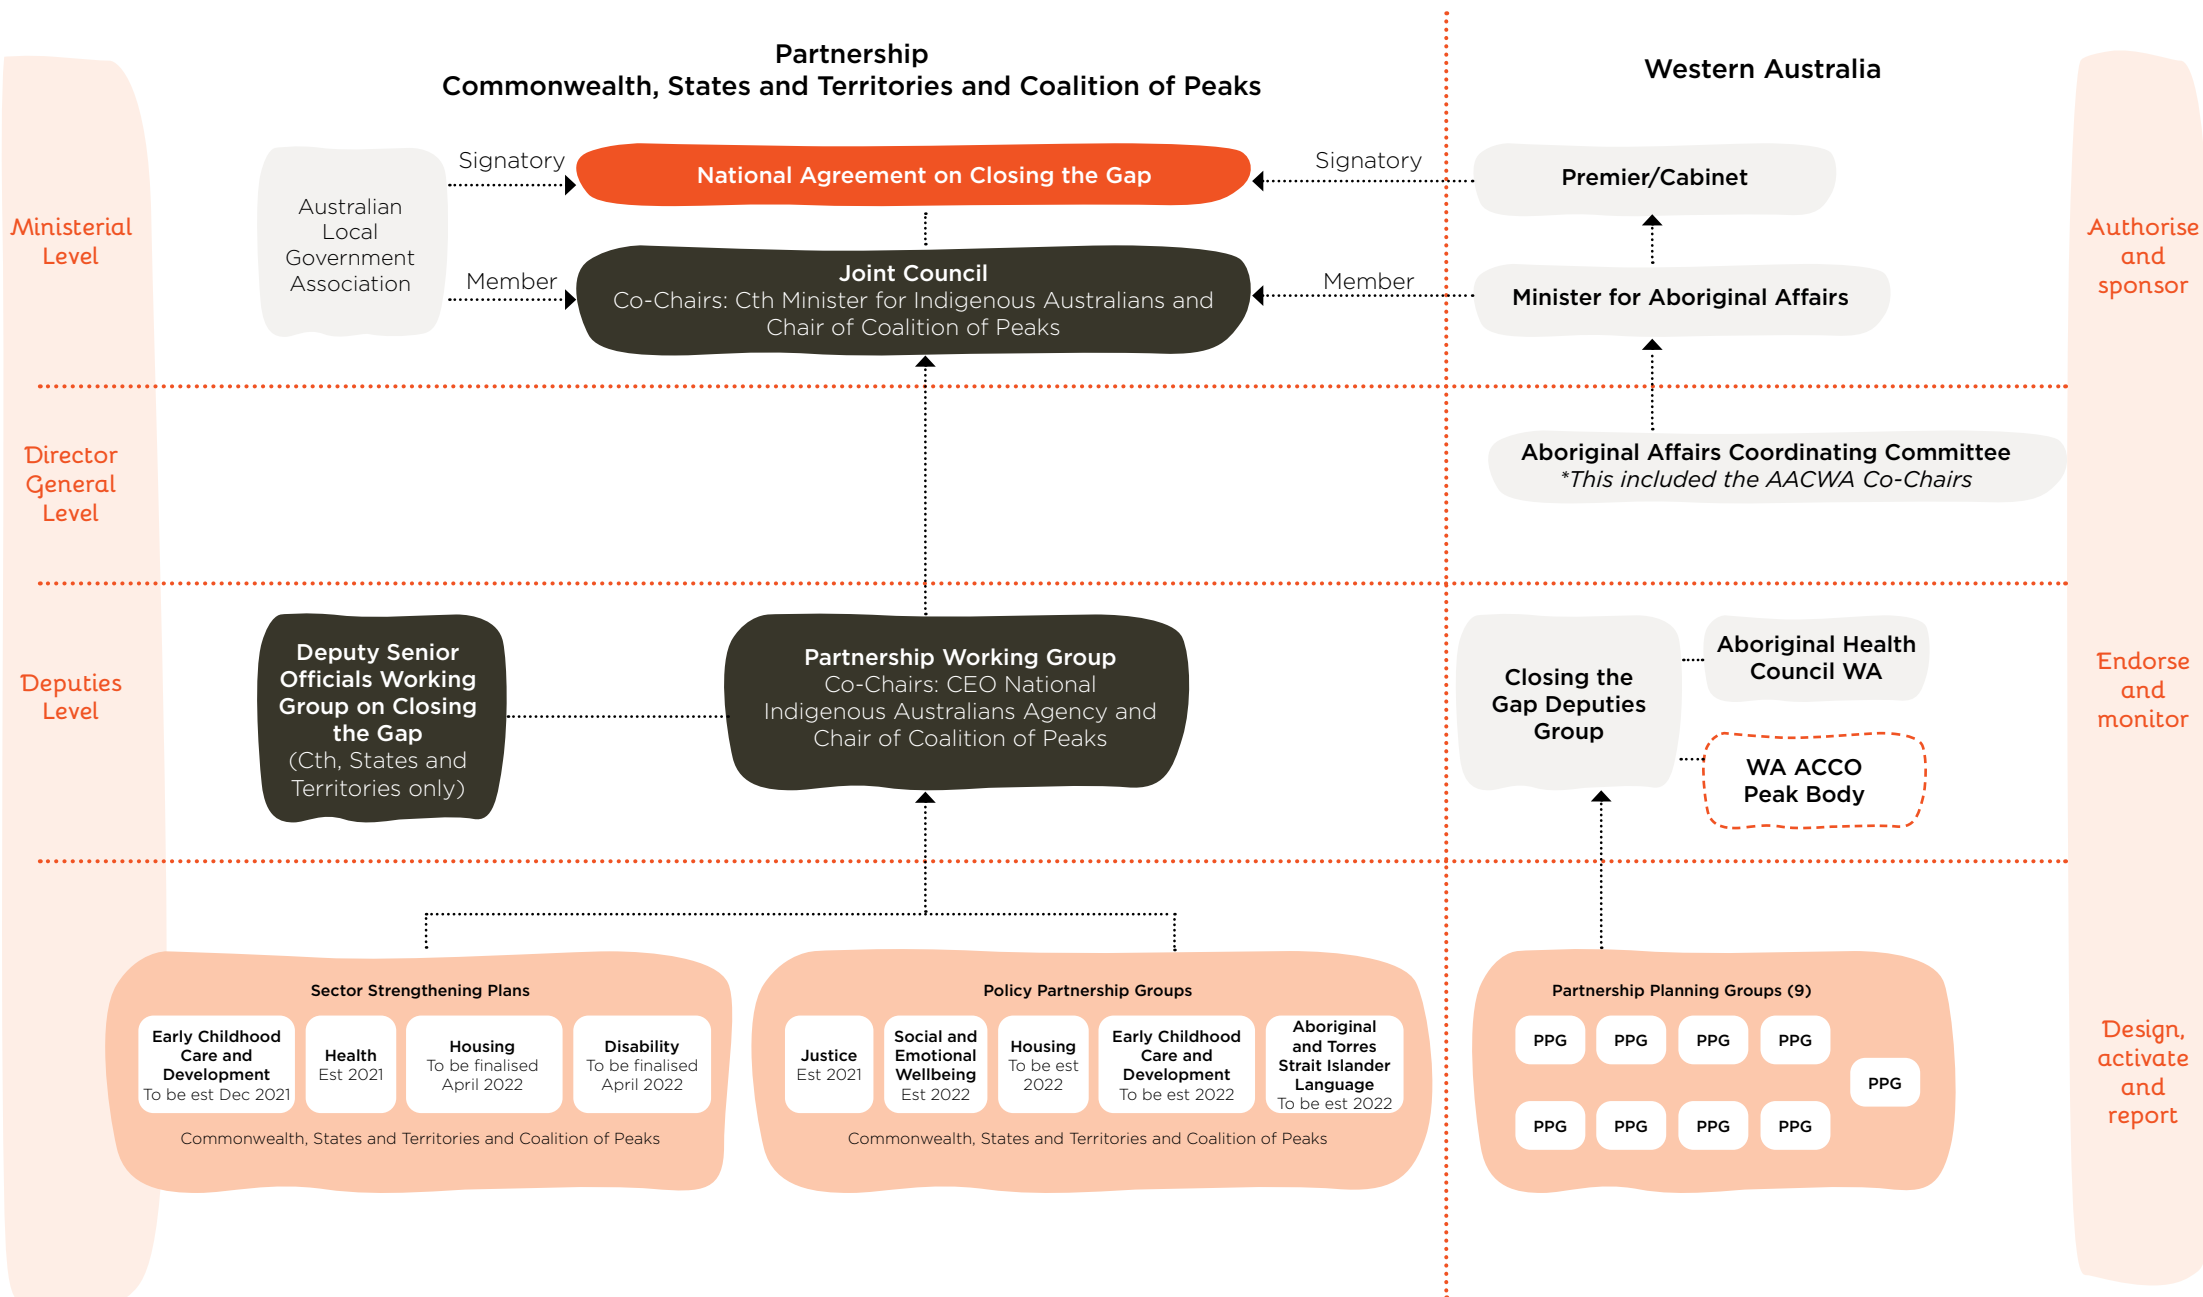 Partnership
Commonwealth, States and Territories and Coalition of Peaks
Western Australia
Ministerial
Level
Australian
Local
Government
Association
Signatory
National Agreement on Closing the Gap
Signatory
Premier/Cabinet
Member
Joint Council
Co-Chairs: Cth Minister for Indigenous Australians and
Chair of Coalition of Peaks
Member
Minister for Aboriginal Affairs
Authorise
and
sponsor
Director
General
Level
Aboriginal Affairs Coordinating Committee
*This included the AACWA Co-Chairs
Deputies
Level
Deputy Senior
Officials Working
Group on Closing
the Gap
(Cth, States and
Territories only)
Partnership Working Group
Co-Chairs: CEO National
Indigenous Australians Agency and
Chair of Coalition of Peaks
Closing the
Gap Deputies
Group
Aboriginal Health
Council WA
WA ACCO
Peak Body
Endorse
and
monitor
Sector Strengthening Plans
Early Childhood
Care and
Development
To be est Dec 2021
Health
Est 2021
Housing
To be finalised
April 2022
Disability
To be finalised
April 2022
Commonwealth, States and Territories and Coalition of Peaks
Policy Partnership Groups
Justice
Est 2021
Social and
Emotional
Wellbeing
Est 2022
Housing
To be est
2022
Early Childhood
Care and
Development
To be est 2022
Aboriginal
and Torres
Strait Islander
Language
To be est 2022
Commonwealth, States and Territories and Coalition of Peaks
Partnership Planning Groups (9)
PPG
PPG
PPG
PPG
PPG
PPG
PPG
PPG
PPG
Design,
activate
and
report